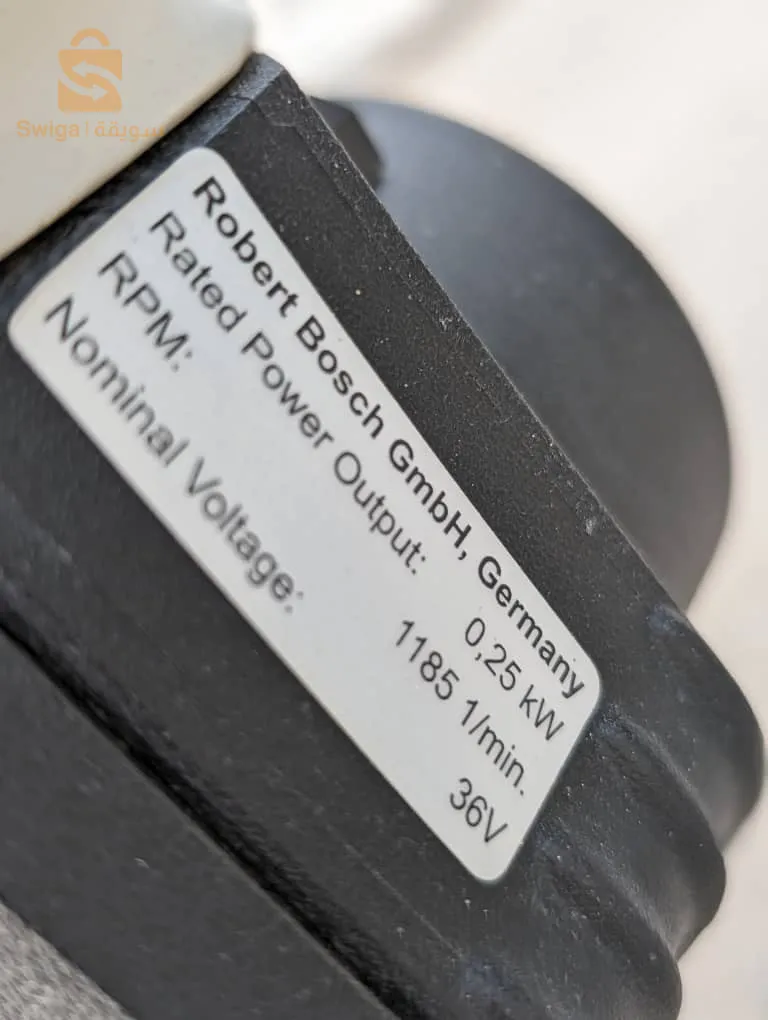 Swiga | سويقة
Robert Bosch GmbH, Germany
Rated Power Output: 0,25 kW
RPM: 1185 1/min.
Nominal Voltage: 36V